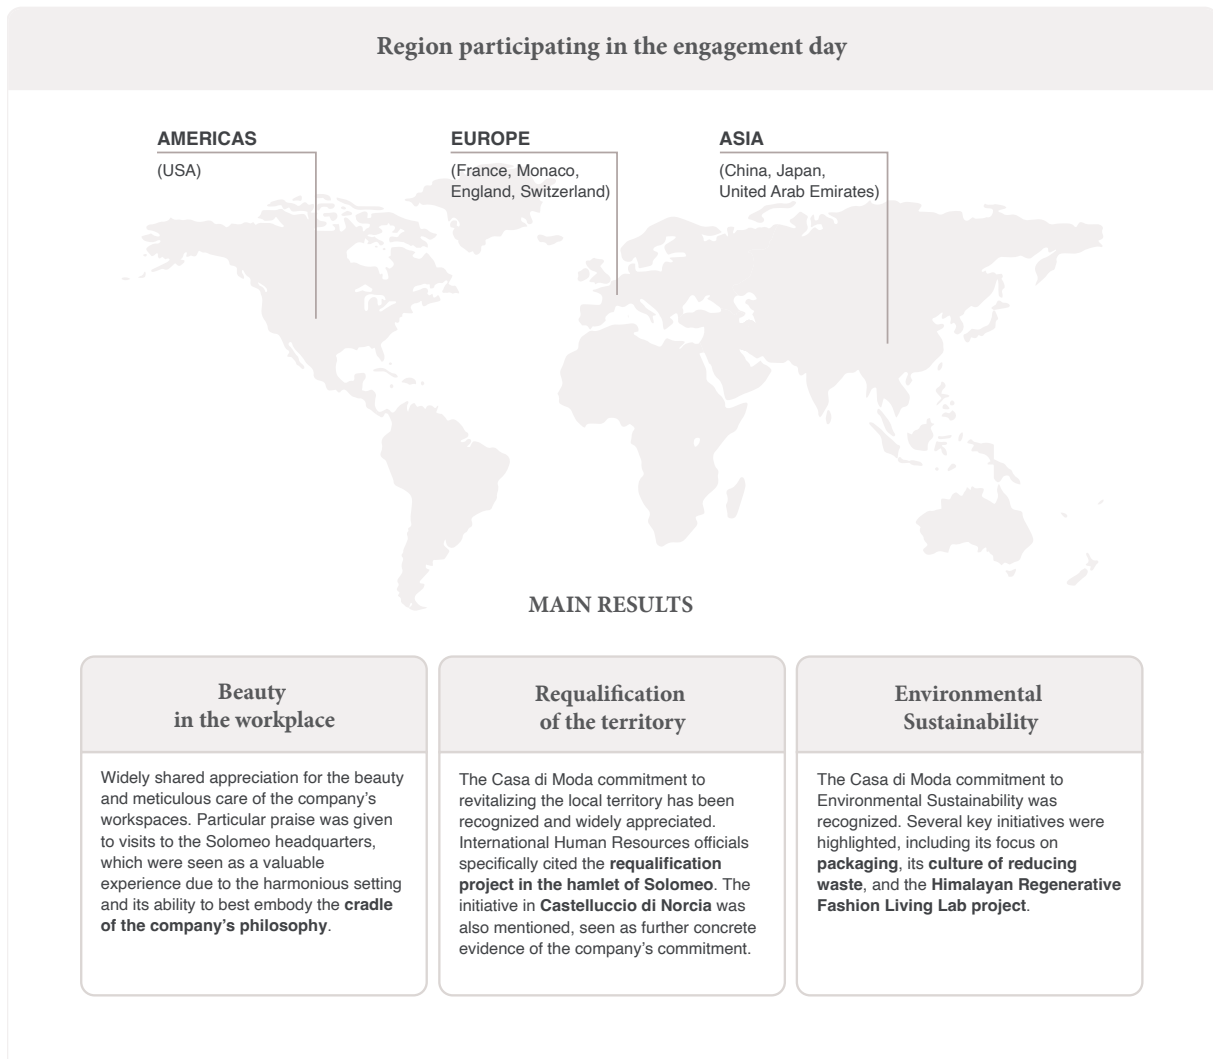 Region participating in the engagement day
AMERICAS
(USA)
EUROPE
(France, Monaco,
England, Switzerland)
ASIA
(China, Japan,
United Arab Emirates)
MAIN RESULTS
Beauty
in the workplace
Widely shared appreciation for the beauty
and meticulous care of the company's
workspaces. Particular praise was given
to visits to the Solomeo headquarters,
which were seen as a valuable
experience due to the harmonious setting
and its ability to best embody the cradle
of the company's philosophy.
Requalification
of the territory
The Casa di Moda commitment to
revitalizing the local territory has been
recognized and widely appreciated.
International Human Resources officials
specifically cited the requalification
project in the hamlet of Solomeo. The
initiative in Castelluccio di Norcia was
also mentioned, seen as further concrete
evidence of the company's commitment.
Environmental
Sustainability
The Casa di Moda commitment to
Environmental Sustainability was
recognized. Several key initiatives were
highlighted, including its focus on
packaging, its culture of reducing
waste, and the Himalayan Regenerative
Fashion Living Lab project.